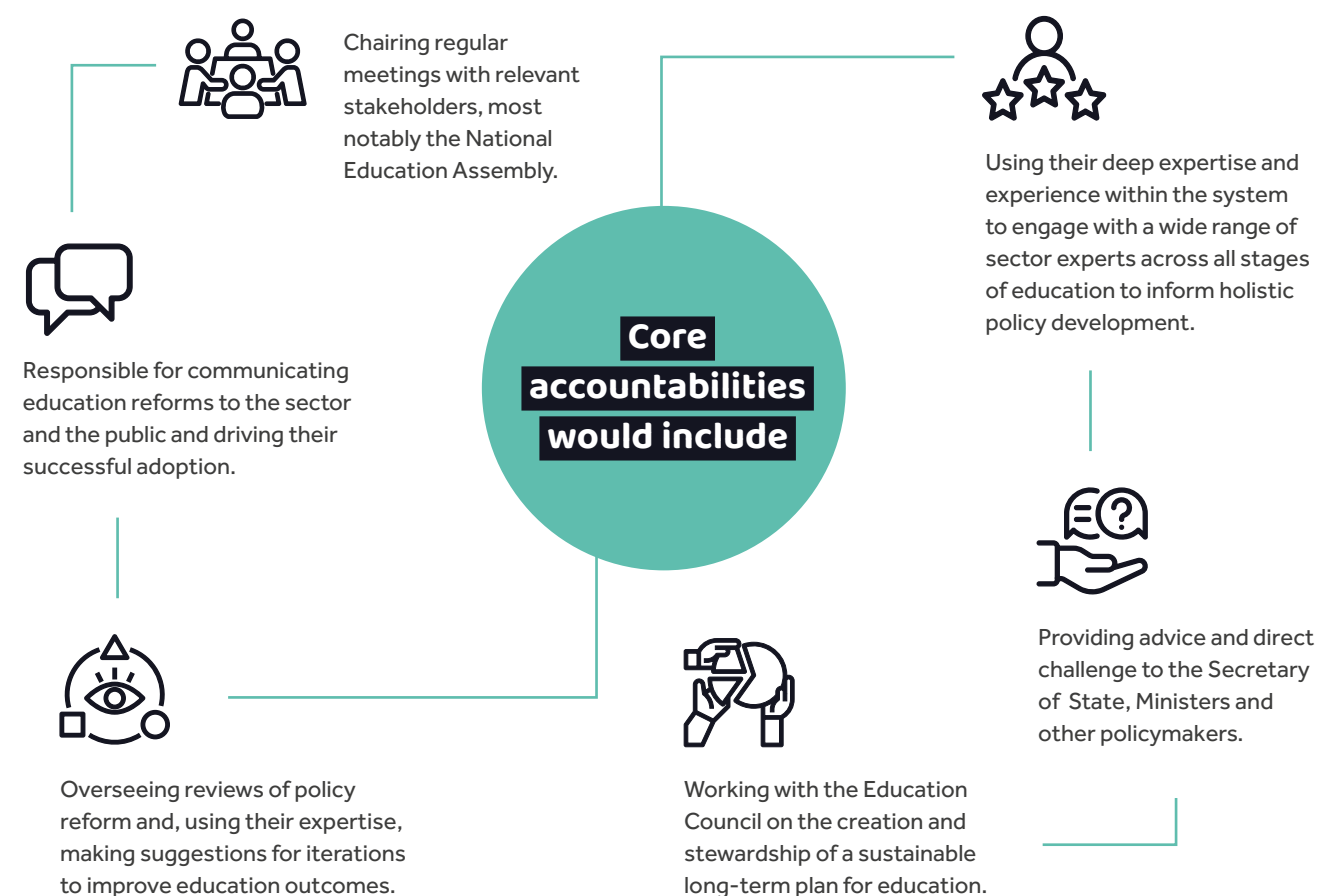 Core
accountabilities
would include
Using their deep expertise and
experience within the system
to engage with a wide range of
sector experts across all stages
of education to inform holistic
policy development.
Providing advice and direct
challenge to the Secretary
of State, Ministers and
other policymakers.
Working with the Education
Council on the creation and
stewardship of a sustainable
long-term plan for education.
Overseeing reviews of policy
reform and, using their expertise,
making suggestions for iterations
to improve education outcomes.
Responsible for communicating
education reforms to the sector
and the public and driving their
successful adoption.
Chairing regular
meetings with relevant
stakeholders, most
notably the National
Education Assembly.